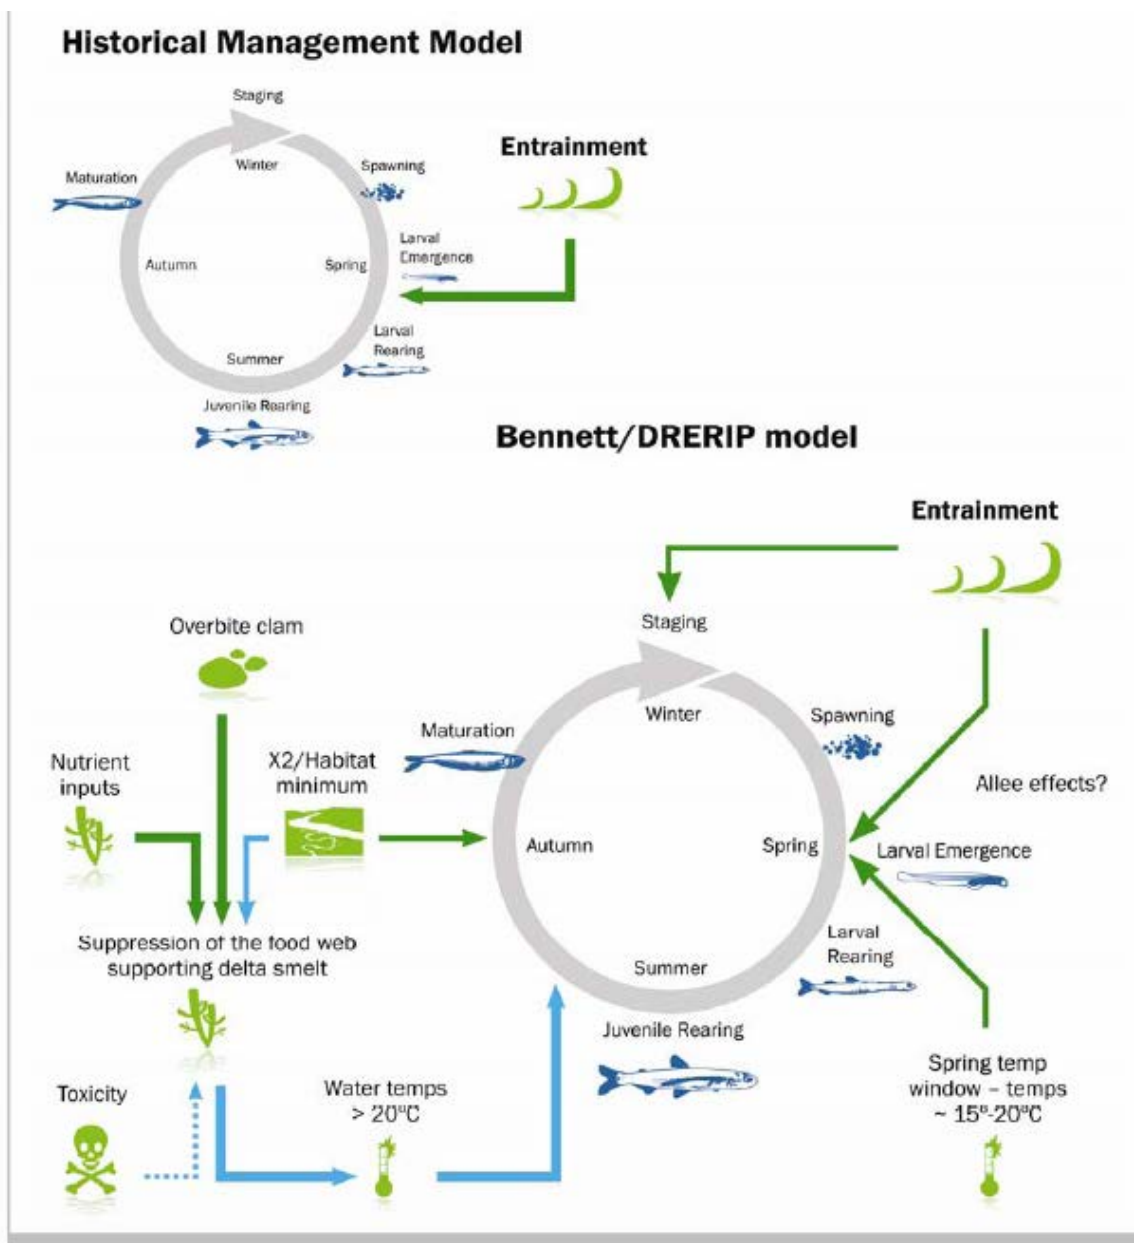 Historical Management Model
Staging
Entrainment
Winter
Spawning
Maturation
Larval
Emergence
Autumn
Spring
Larval
Rearing
Summer
Juvenile Rearing
Bennett/DRERIP model
Entrainment
Staging
Overbite clam
Winter
Spawning
Maturation
Nutrient
inputs
X2/Habitat
minimum
Allee effects?
Autumn
Spring
Larval Emergence
Suppression of the food web
supporting delta smelt
Larval
Rearing
Summer
Juvenile Rearing
Toxicity
Water temps
> 20°C
Spring temp
window – temps
~ 15°-20°C